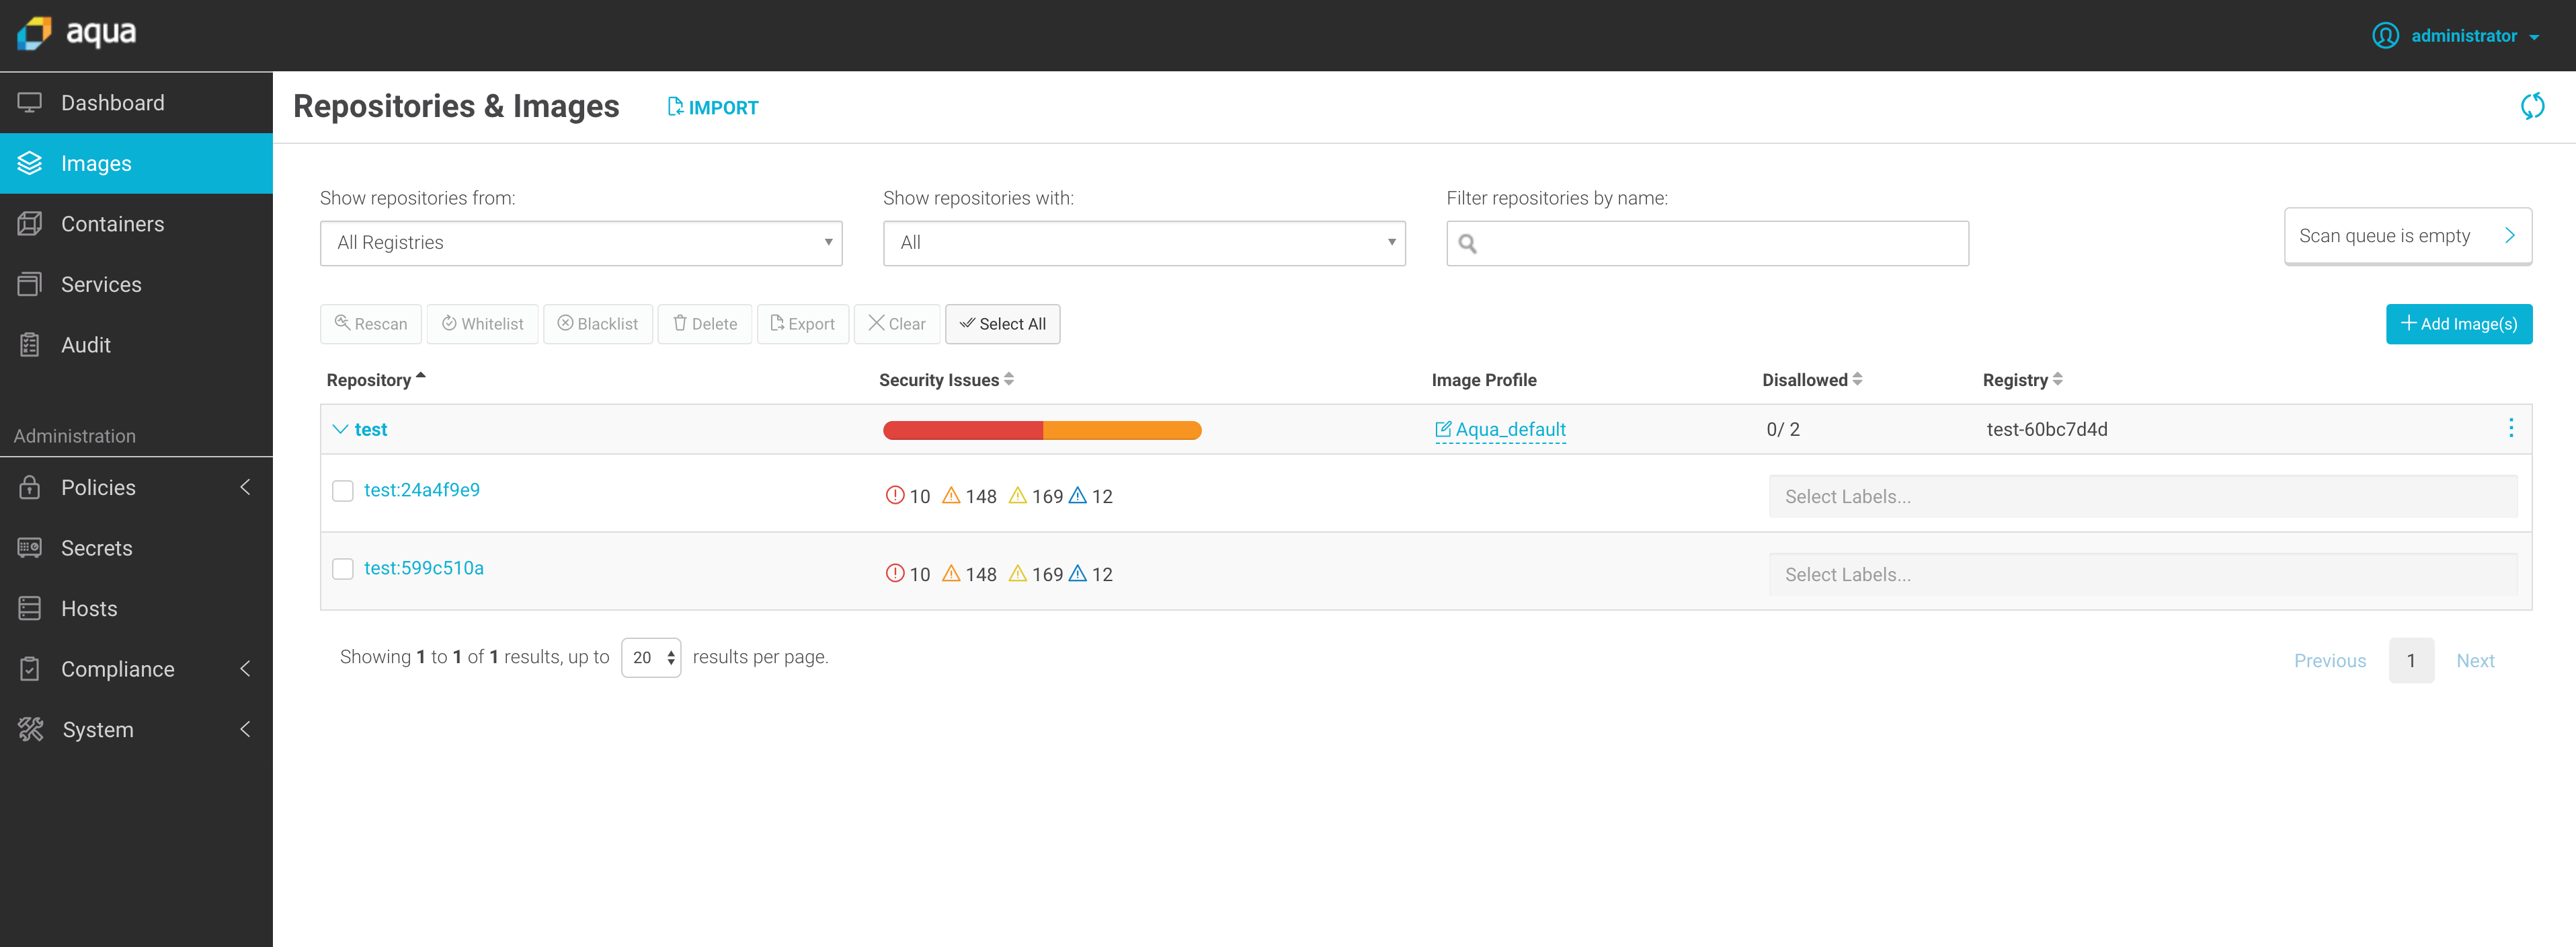 aqua
administrator
Dashboard
Images
Containers
Services
Audit
Administration
Policies
Secrets
Hosts
Compliance
System
Repositories & Images
IMPORT
Show repositories from:
Show repositories with:
Filter repositories by name:
All Registries
All
Scan queue is empty
Rescan
Whitelist
Blacklist
Delete
Export
Clear
Select All
Add Image(s)
Repository
Security Issues
Image Profile
Disallowed
Registry
test
Aqua_default
0/ 2
test-60bc7d4d
test:24a4f9e9
10 148 169 12
Select Labels...
test:599c510a
10 148 169 12
Select Labels...
Showing 1 to 1 of 1 results, up to 20 results per page.
Previous 1 Next